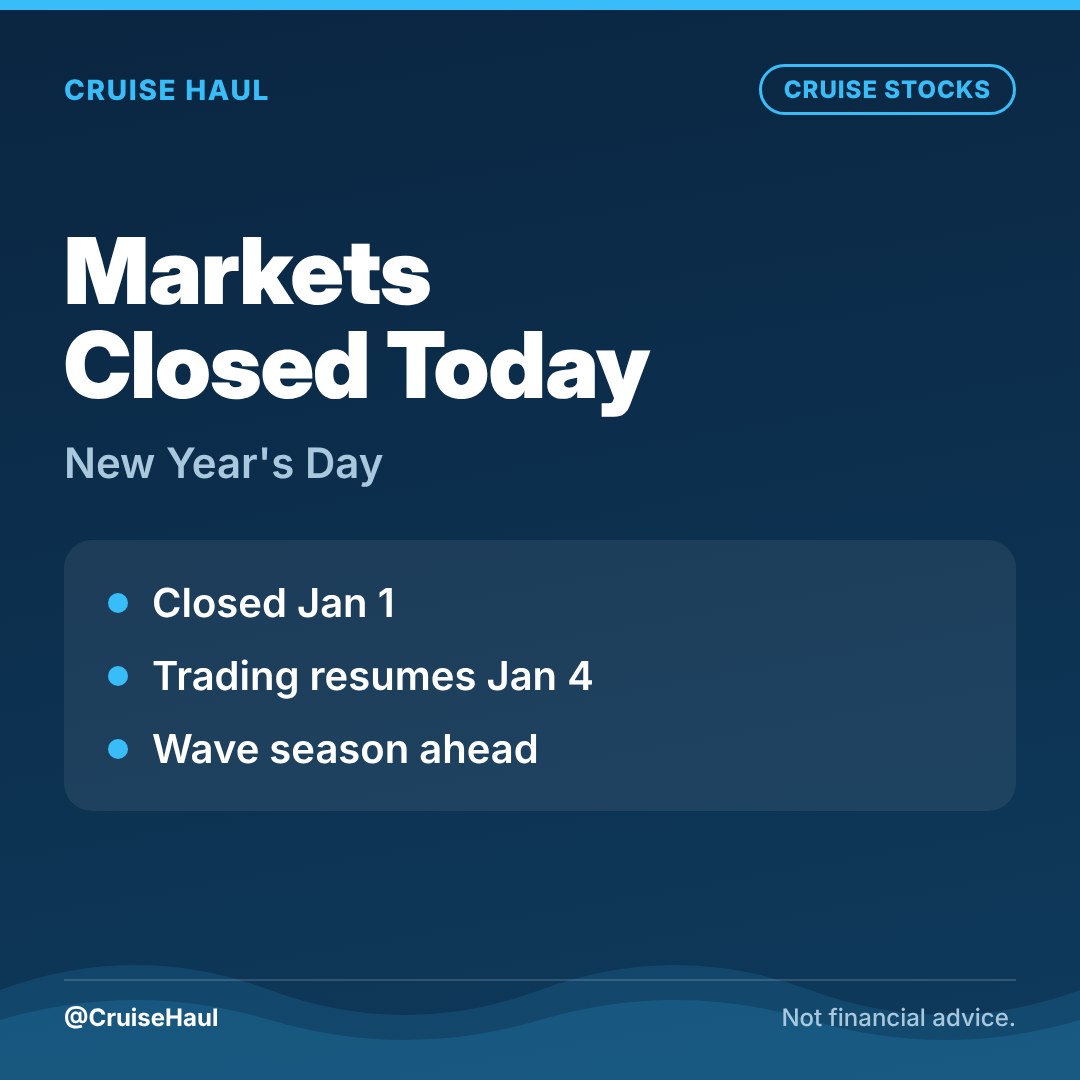 CRUISE HAUL
CRUISE STOCKS
Markets
Closed Today
New Year's Day
Closed Jan 1
Trading resumes Jan 4
Wave season ahead
@CruiseHaul
Not financial advice.